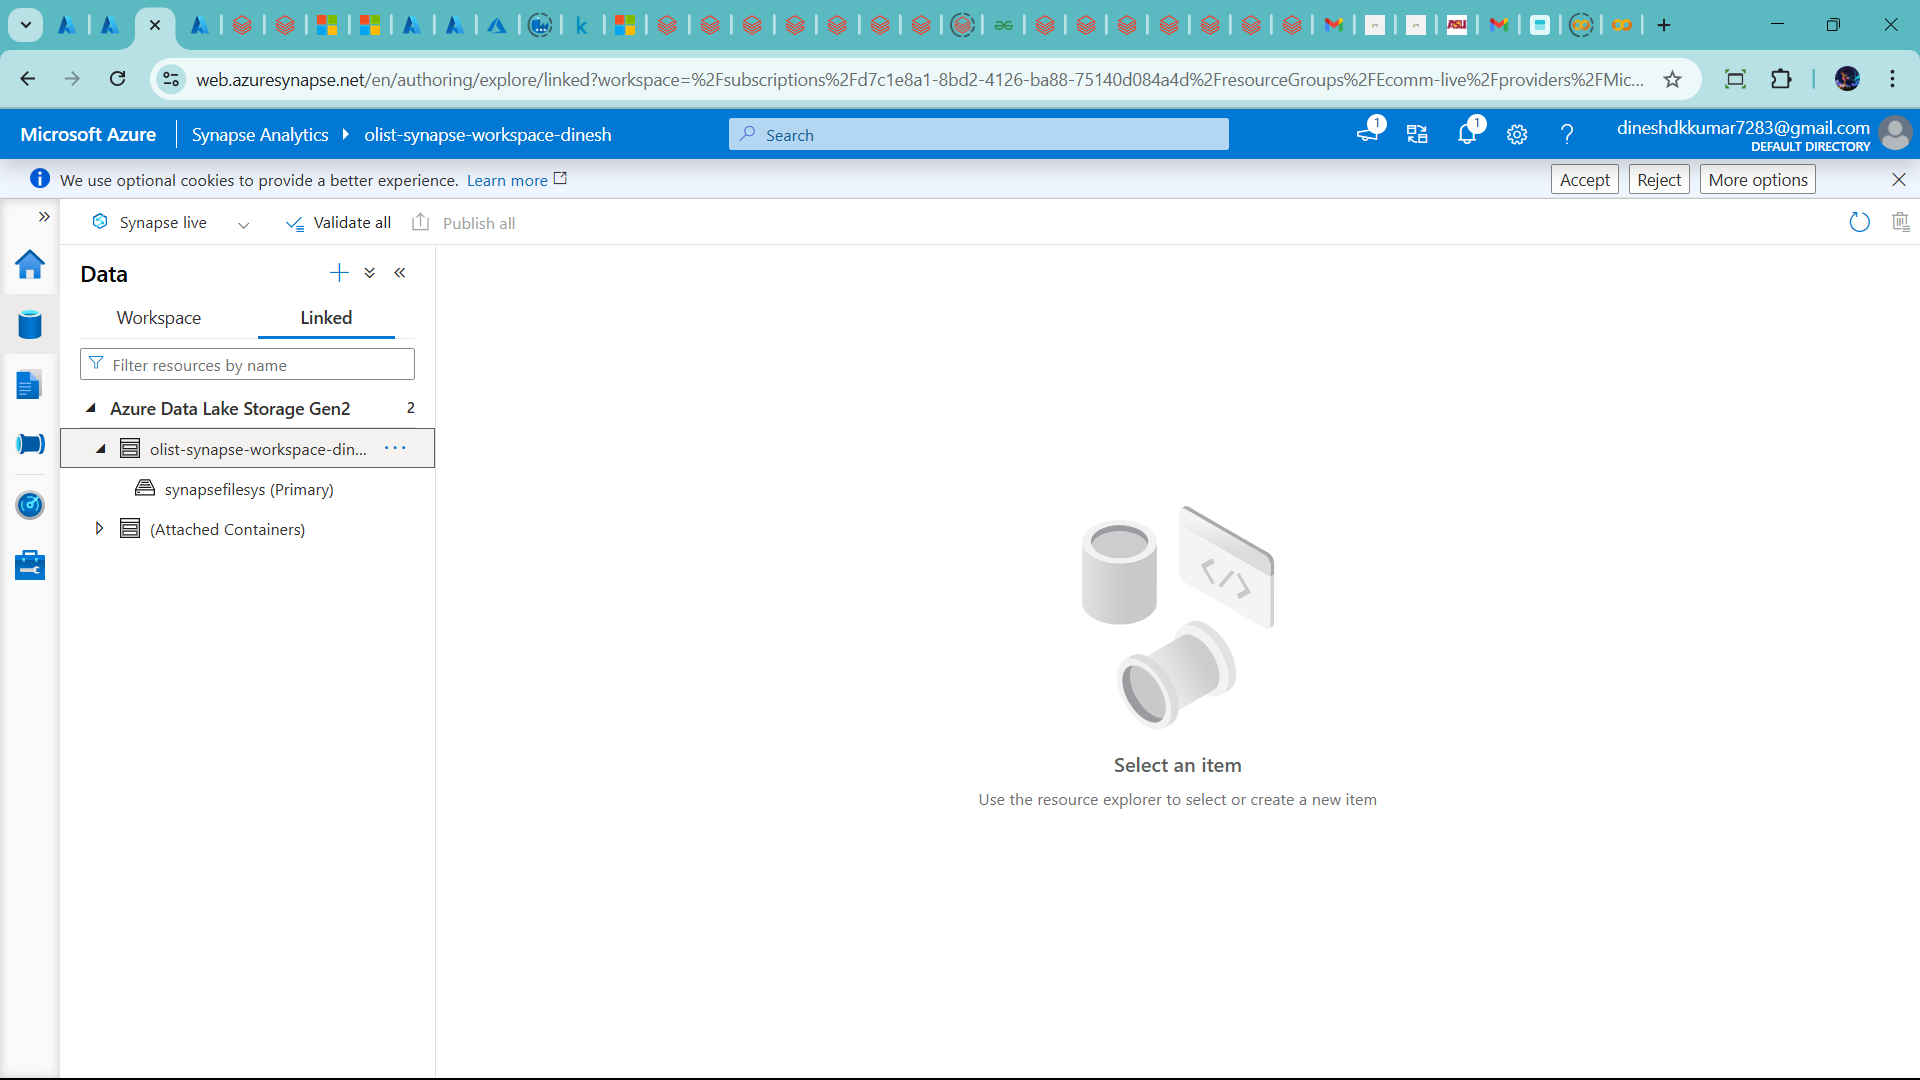 web.azuresynapse.net/en/authoring/explore/linked?workspace=%2Fsubscriptions%2Fd7c1e8a1-8bd2-4126-ba88-75140d084a4d%2FresourceGroups%2FEcomm-live%2Fproviders%2FMic...
Microsoft Azure
Synapse Analytics
olist-synapse-workspace-dinesh
Search
1
1
dineshdkkumar7283@gmail.com
DEFAULT DIRECTORY
We use optional cookies to provide a better experience. Learn more
Accept
Reject
More options
Synapse live
Validate all
Publish all
Data
Workspace
Linked
Filter resources by name
Azure Data Lake Storage Gen2
2
olist-synapse-workspace-din...
synapsefilesys (Primary)
(Attached Containers)
Select an item
Use the resource explorer to select or create a new item